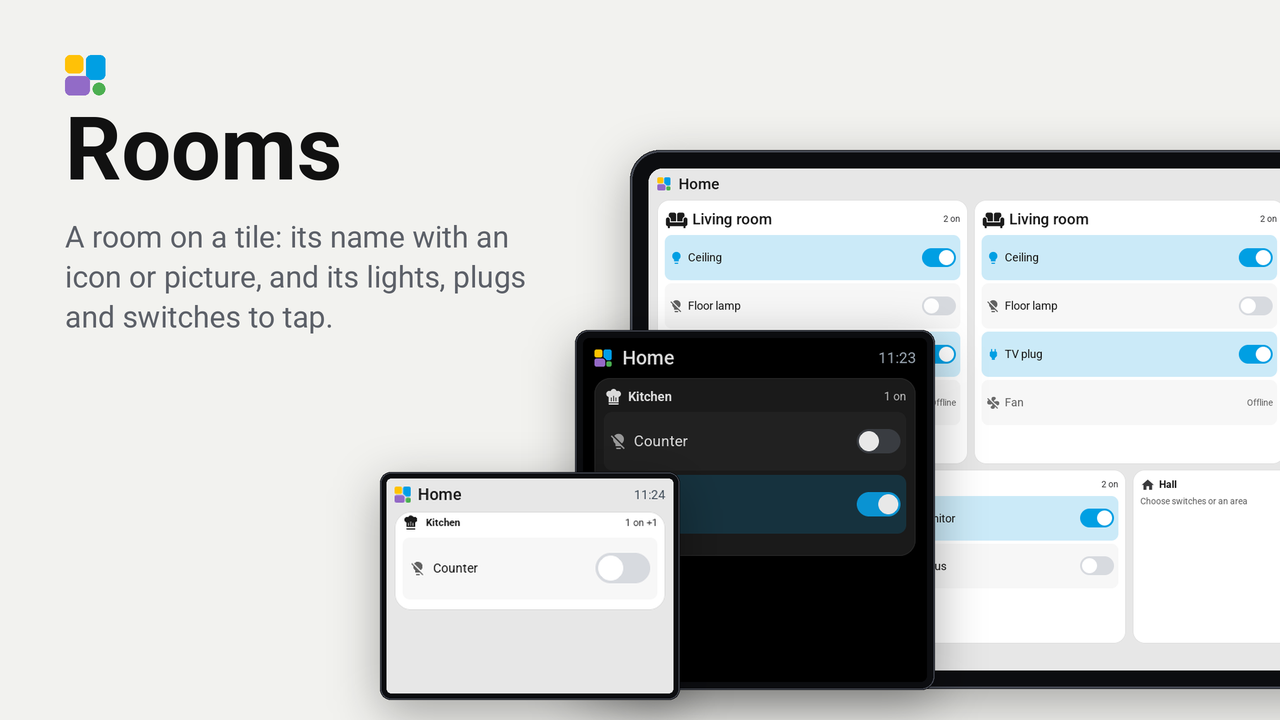 Rooms
A room on a tile: its name with an
icon or picture, and its lights, plugs
and switches to tap.
Home
Living room 2 on
Ceiling
Floor lamp
Living room 2 on
Ceiling
Floor lamp
TV plug
Fan Offline
Home 11:23
Kitchen 1 on
Counter
Home 11:24
Kitchen 1 on +1
Counter
2 on
Hall
Choose switches or an area